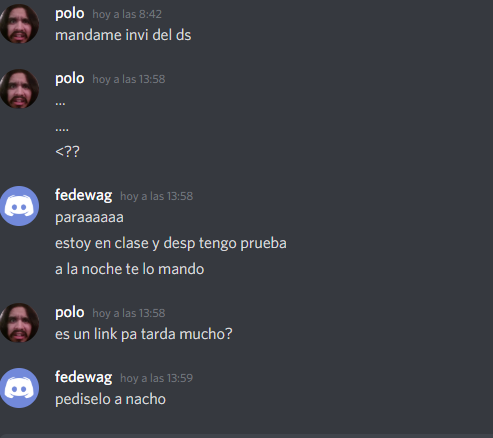 polo hoy a las 8:42
mandame invi del ds
polo hoy a las 13:58
...
....
<??
fedewag hoy a las 13:58
paraaaaaa
estoy en clase y desp tengo prueba
a la noche te lo mando
polo hoy a las 13:58
es un link pa tarda mucho?
fedewag hoy a las 13:59
pediselo a nacho